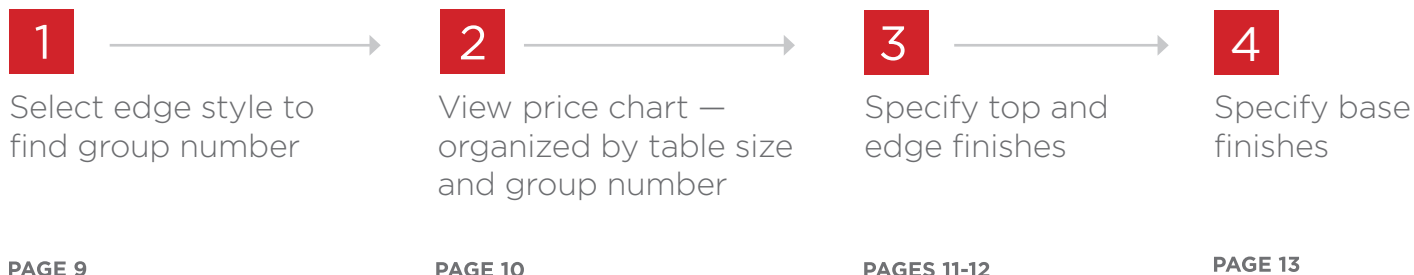 1
Select edge style to
find group number
PAGE 9
2
View price chart —
organized by table size
and group number
PAGE 10
3
Specify top and
edge finishes
PAGES 11-12
4
Specify base
finishes
PAGE 13